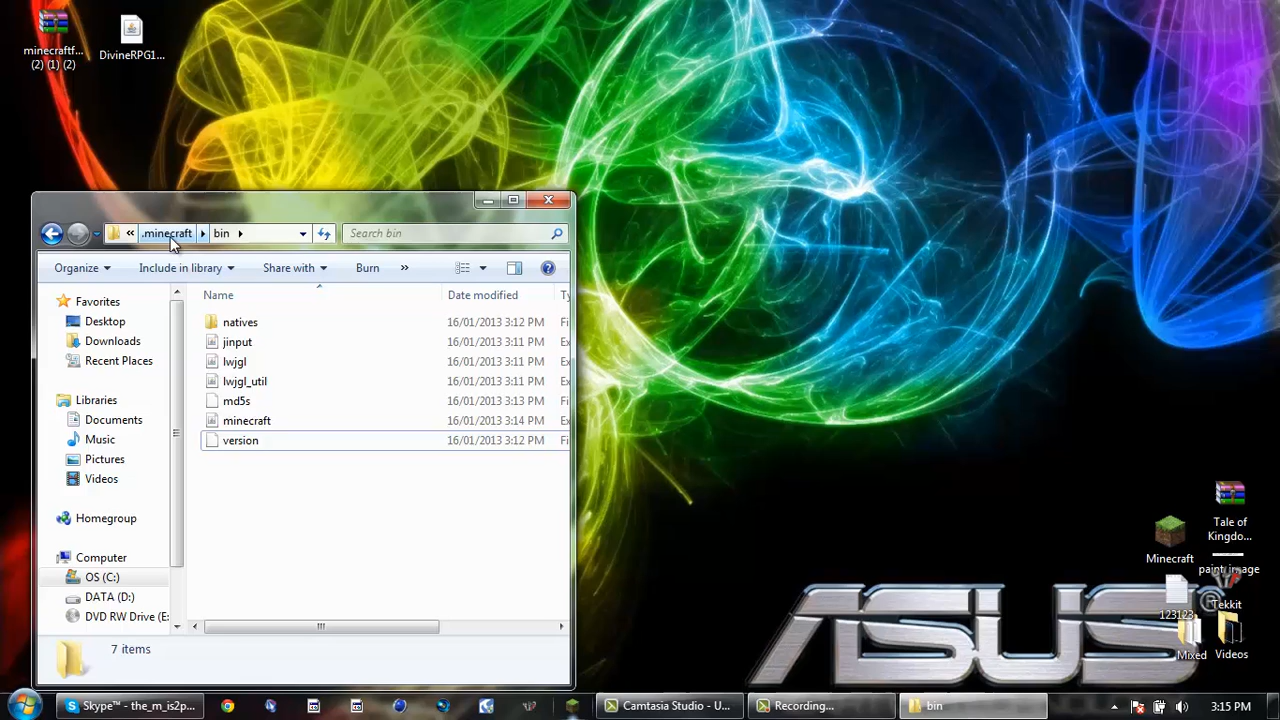 minecraftf...
(2) (1) (2)
DivineRPG1...
.minecraft
bin
Search bin
Organize
Include in library
Share with
Burn
»
Name
Date modified
Ty
Favorites
Desktop
Downloads
Recent Places
Libraries
Documents
Music
Pictures
Videos
Homegroup
Computer
OS (C:)
DATA (D:)
DVD RW Drive (E:
natives 16/01/2013 3:12 PM Fi
jinput 16/01/2013 3:11 PM Ex
lwjgl 16/01/2013 3:11 PM Ex
lwjgl_util 16/01/2013 3:11 PM Ex
md5s 16/01/2013 3:13 PM Fi
minecraft 16/01/2013 3:14 PM Ex
version 16/01/2013 3:12 PM Fi
7 items
Tale of
Kingdo...
Minecraft
paint image
123123
Tekkit
Mixed
Videos
ASUS
Skype™ - the_m_is2p...
Camtasia Studio - U...
Recording...
bin
3:15 PM